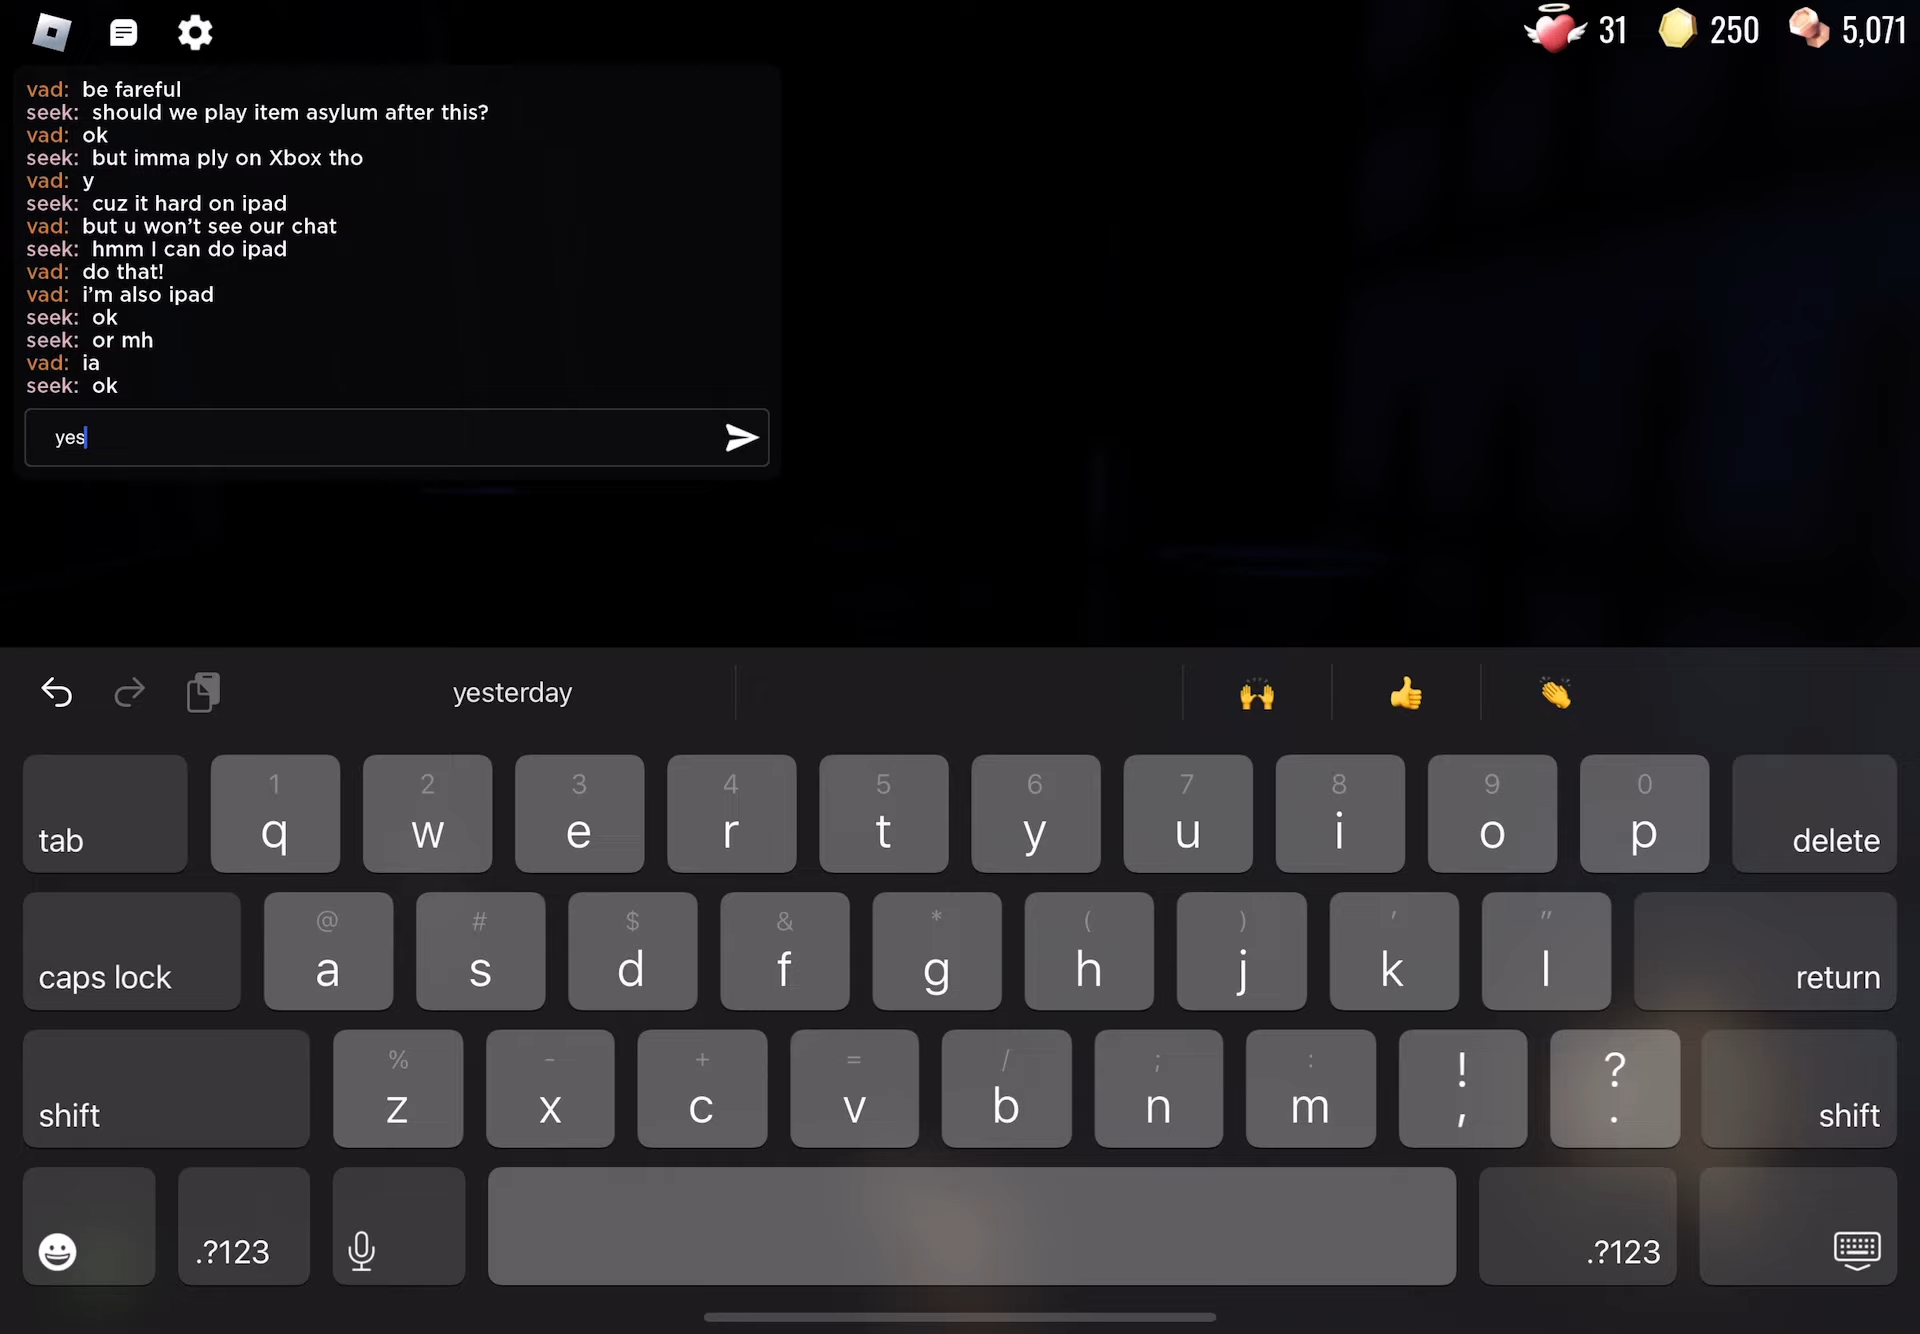 31 250 5,071
vad: be fareful
seek: should we play item asylum after this?
vad: ok
seek: but imma ply on Xbox tho
vad: y
seek: cuz it hard on ipad
vad: but u won’t see our chat
seek: hmm I can do ipad
vad: do that!
vad: i’m also ipad
seek: ok
seek: or mh
vad: ia
seek: ok
yes
yesterday
1 2 3 4 5 6 7 8 9 0
tab q w e r t y u i o p delete
@ # $ & * ( ) ' "
caps lock a s d f g h j k l return
% - + = / ; : ! ?
shift z x c v b n m , . shift
.?123 .?123